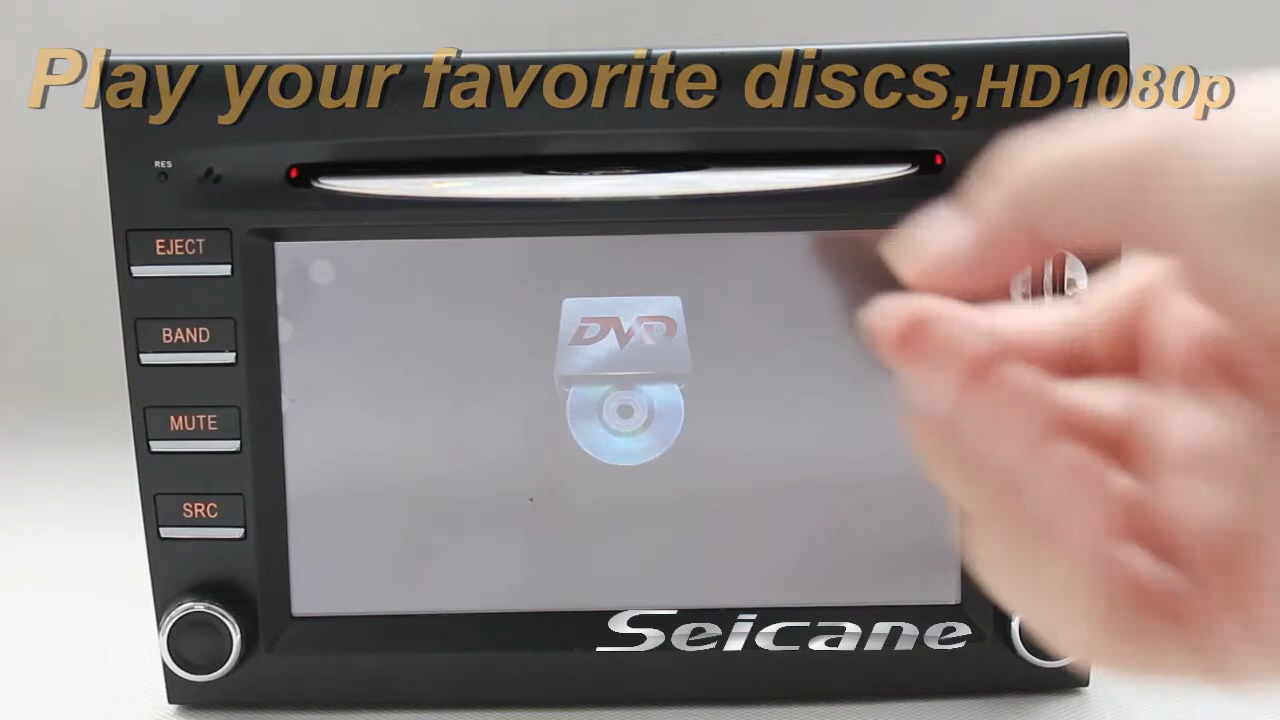 Play your favorite discs,HD1080p
RES
EJECT
BAND
MUTE
SRC
DVD
Seicane